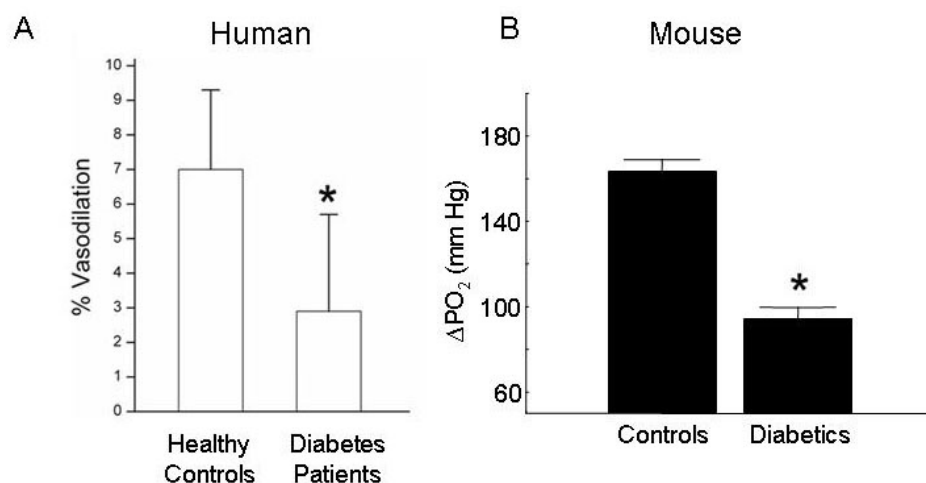 A
Human
% Vasodilation
10
9
8
7
6
5
4
3
2
1
0
*
Healthy
Controls
Diabetes
Patients
B
Mouse
ΔPO₂ (mm Hg)
180
140
100
60
*
Controls
Diabetics